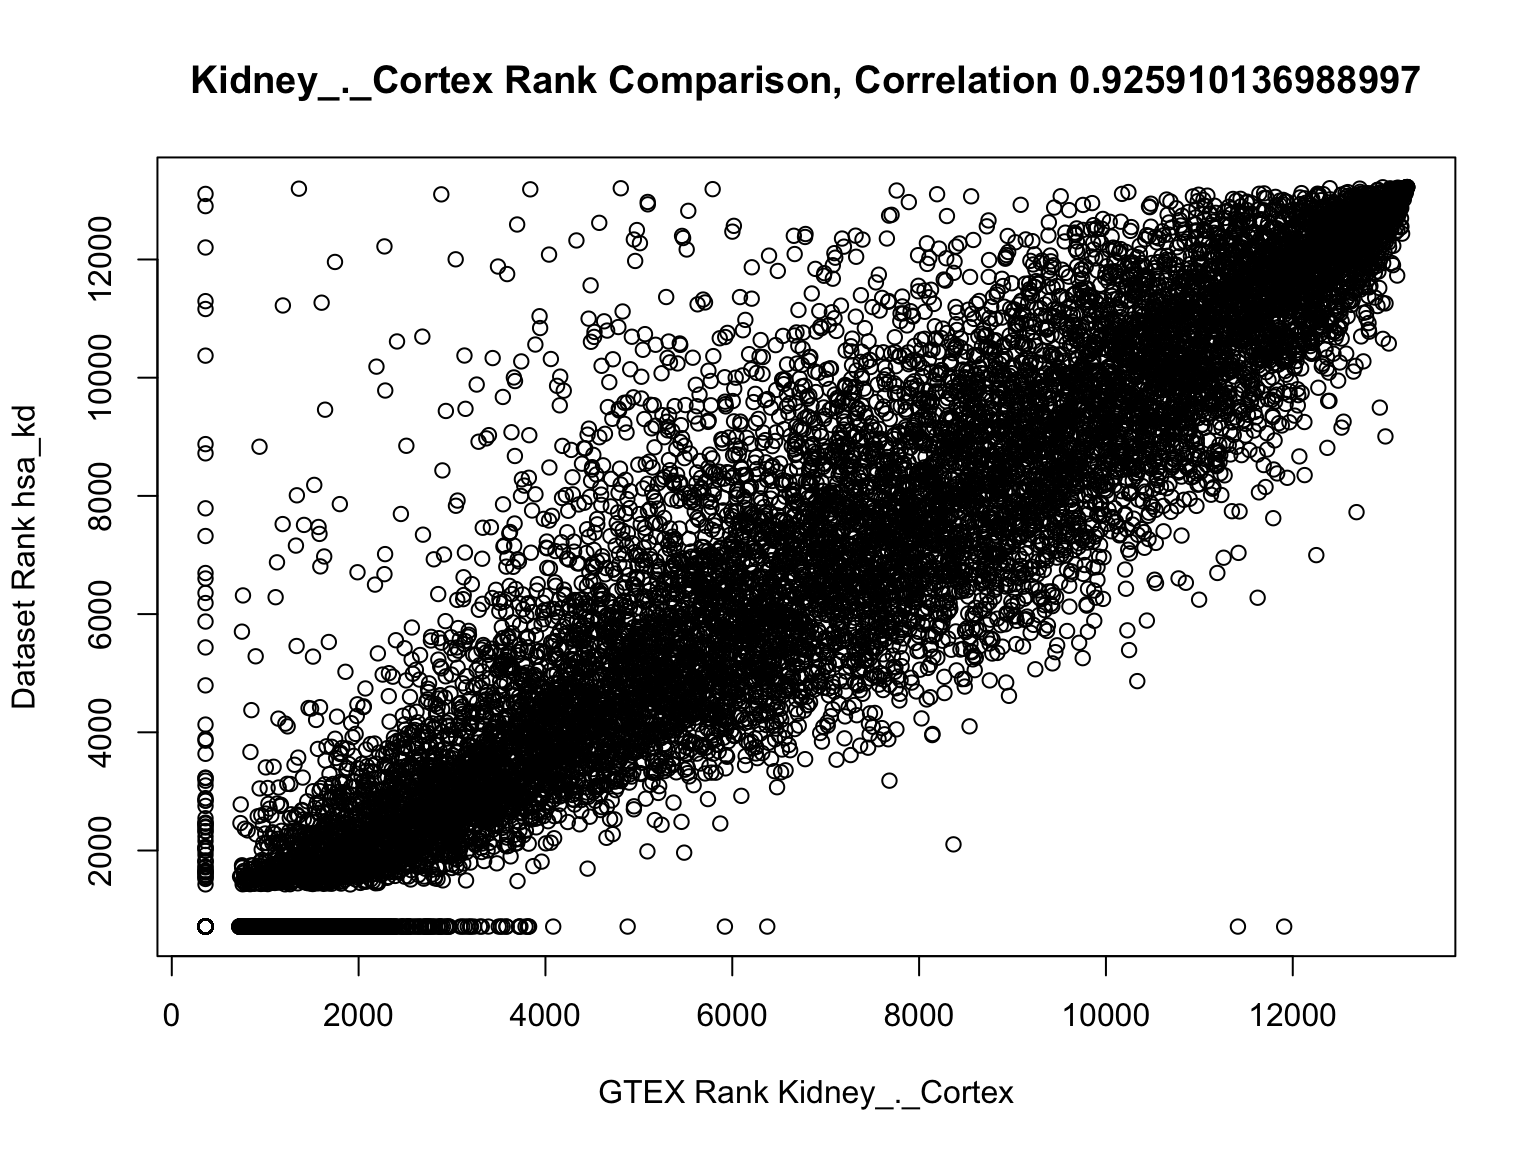 Kidney_._Cortex Rank Comparison, Correlation 0.925910136988997
Dataset Rank hsa_kd
12000
10000
8000
6000
4000
2000
0 2000 4000 6000 8000 10000 12000
GTEX Rank Kidney_._Cortex